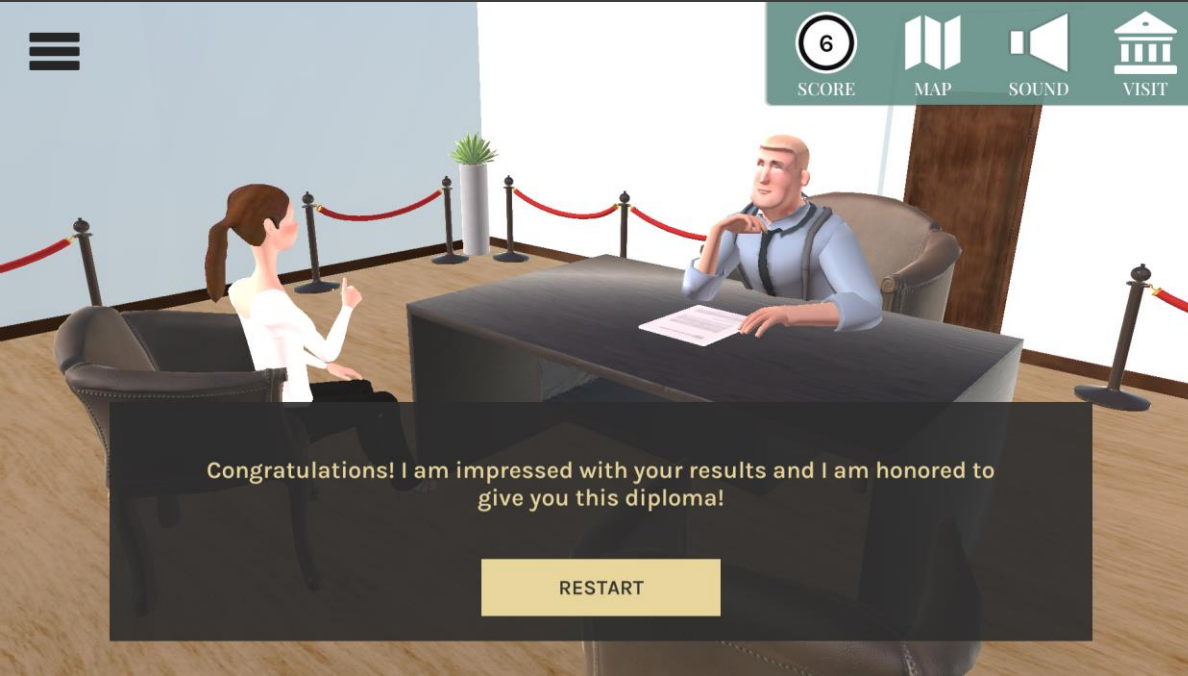 6
SCORE
MAP
SOUND
VISIT
Congratulations! I am impressed with your results and I am honored to
give you this diploma!
RESTART